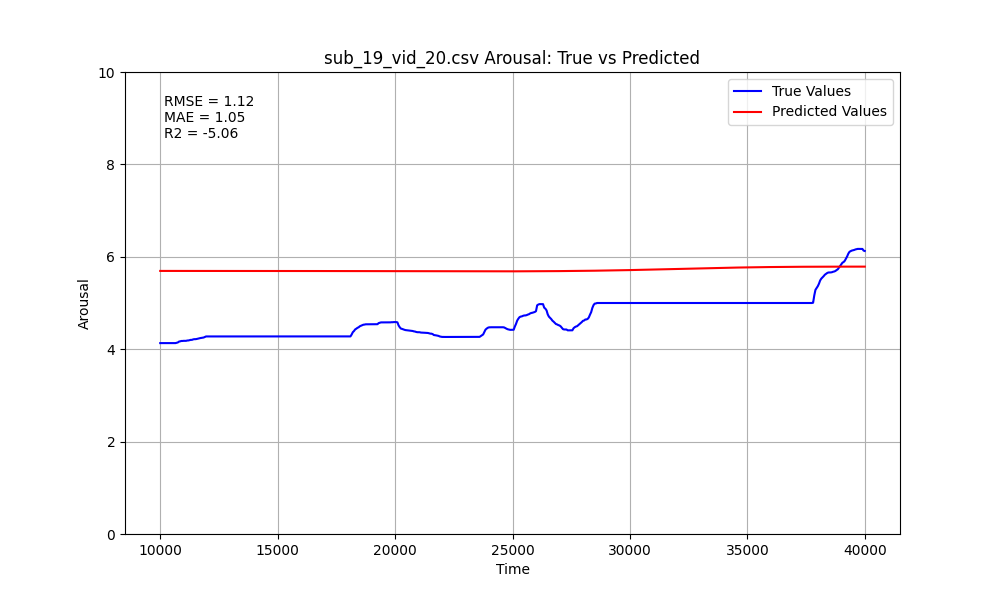 sub_19_vid_20.csv Arousal: True vs Predicted
RMSE = 1.12
MAE = 1.05
R2 = -5.06
True Values
Predicted Values
10
8
6
4
2
0
Arousal
10000
15000
20000
25000
30000
35000
40000
Time